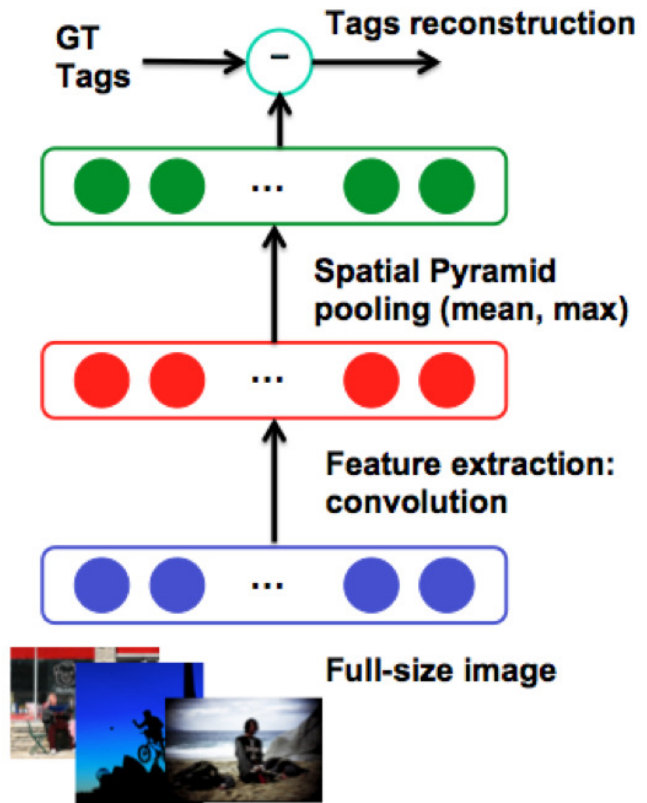 GT
Tags
−
Tags reconstruction
...
Spatial Pyramid
pooling (mean, max)
...
Feature extraction:
convolution
...
Full-size image